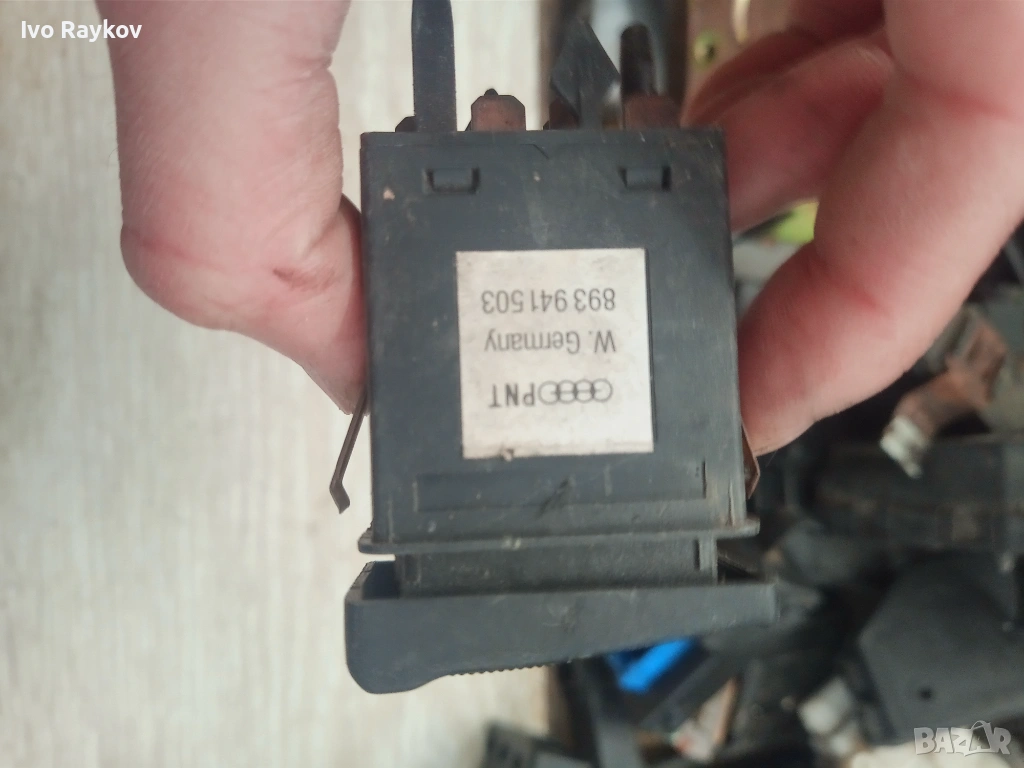 Ivo Raykov
PNT
W. Germany
893 941 503
BAZAR